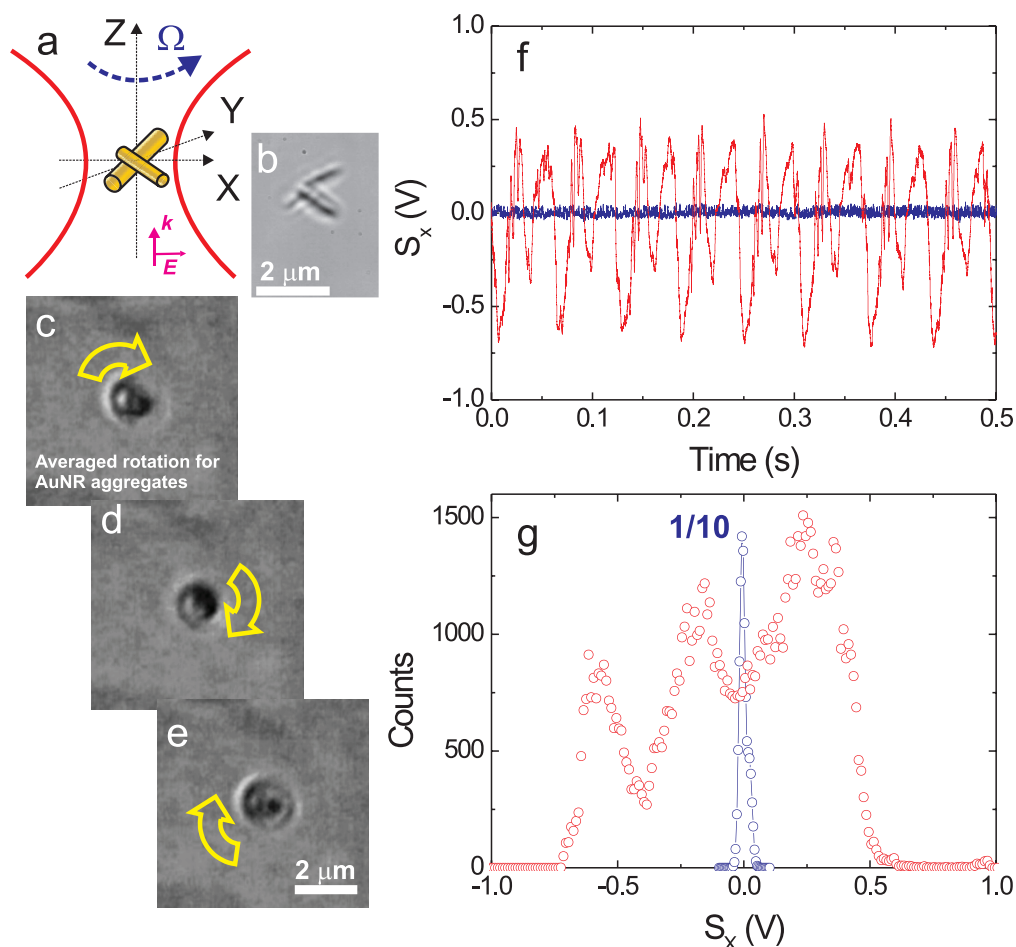 a
Z
Ω
Y
X
k
E
b
2 μm
c
Averaged rotation for
AuNR aggregates
d
e
2 μm
f
1.0
0.5
0.0
-0.5
-1.0
S_x (V)
0.0 0.1 0.2 0.3 0.4 0.5
Time (s)
g
1/10
1500
1000
500
0
Counts
-1.0 -0.5 0.0 0.5 1.0
S_X (V)